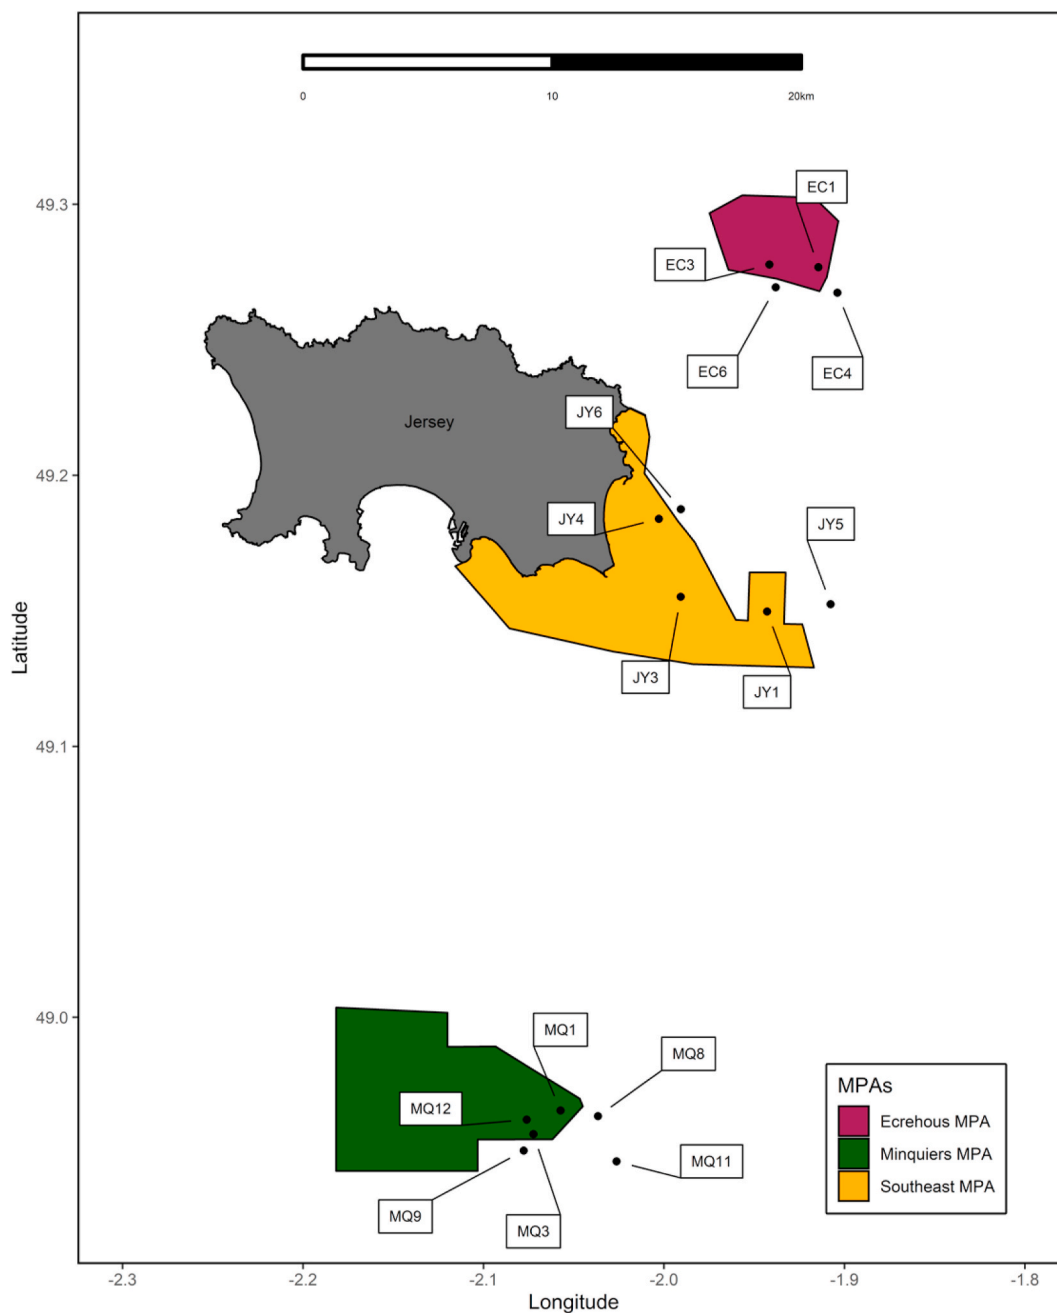 0
10
20km
EC1
49.3
EC3
EC6
EC4
JY6
Jersey
49.2
JY4
JY5
Latitude
JY3
JY1
49.1
49.0
MQ1
MQ8
MQ12
MQ11
MQ9
MQ3
MPAs
Ecrehous MPA
Minquiers MPA
Southeast MPA
-2.3
-2.2
-2.1
-2.0
-1.9
-1.8
Longitude